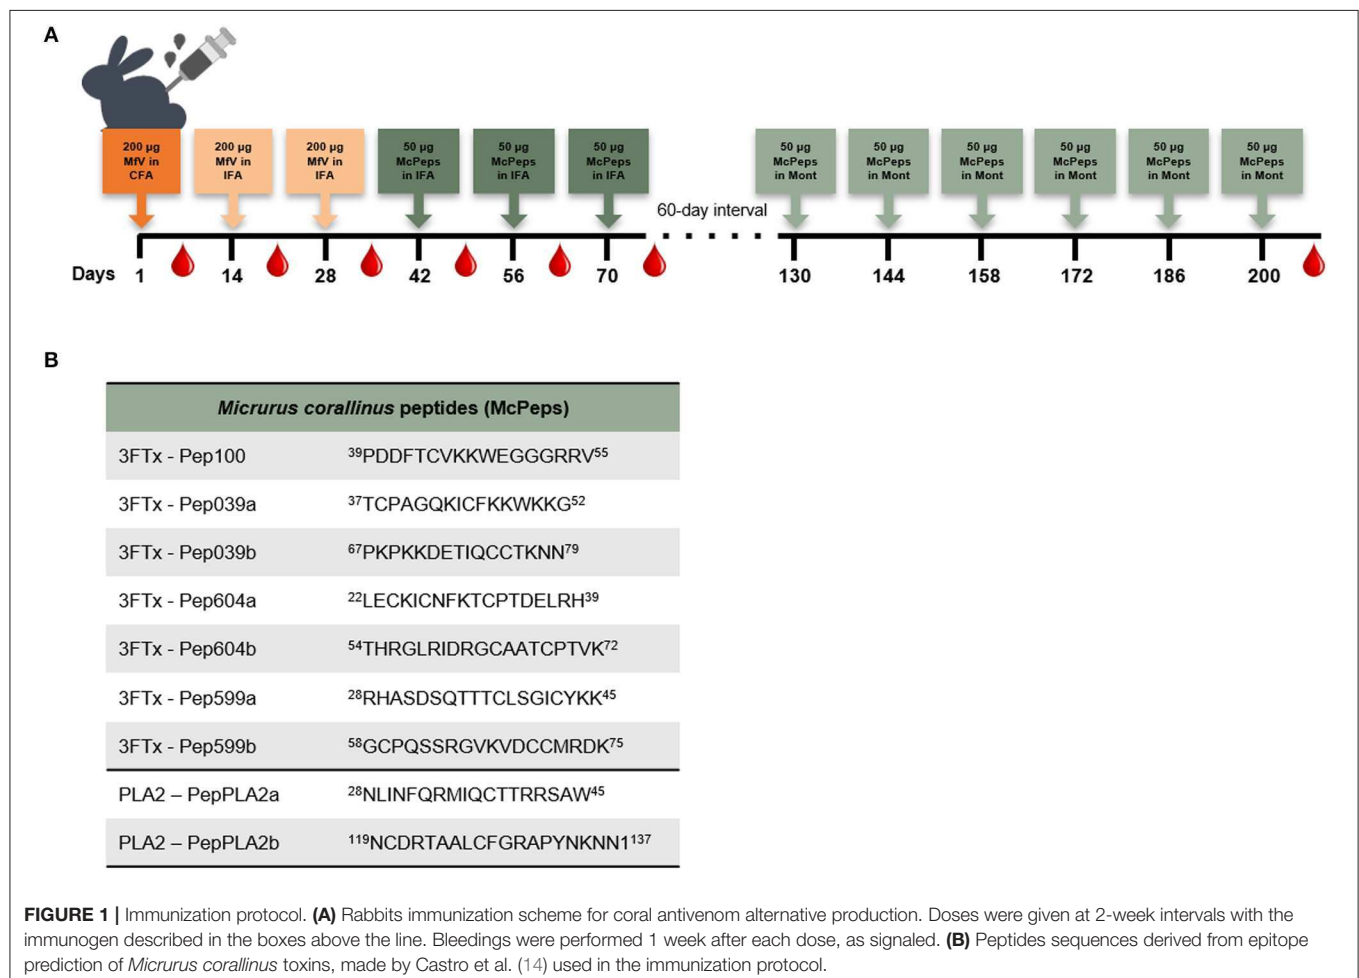 A
200 µg
MfV in
CFA
200 µg
MfV in
IFA
200 µg
MfV in
IFA
50 µg
McPeps
in IFA
50 µg
McPeps
in IFA
50 µg
McPeps
in IFA
60-day interval
50 µg
McPeps
in Mont
50 µg
McPeps
in Mont
50 µg
McPeps
in Mont
50 µg
McPeps
in Mont
50 µg
McPeps
in Mont
50 µg
McPeps
in Mont
Days 1 14 28 42 56 70 130 144 158 172 186 200
B
Micrurus corallinus peptides (McPeps)
3FTx - Pep100 39PDDFTCVKKWEGGGRRV55
3FTx - Pep039a 37TCPAGQKICFKKWKKG52
3FTx - Pep039b 67PKPKKDETIQCCTKNN79
3FTx - Pep604a 22LECKICNFKTCPTDELRH39
3FTx - Pep604b 54THRGLRIDRGCAATCPTVK72
3FTx - Pep599a 28RHASDSQTTTCLSGICYKK45
3FTx - Pep599b 58GCPQSSRGVKVDCCMRDK75
PLA2 – PepPLA2a 28NLINFQRMIQCTTRRSAW45
PLA2 – PepPLA2b 119NCDRTAALCFGRAPYNKNN1137
FIGURE 1 | Immunization protocol. (A) Rabbits immunization scheme for coral antivenom alternative production. Doses were given at 2-week intervals with the
immunogen described in the boxes above the line. Bleedings were performed 1 week after each dose, as signaled. (B) Peptides sequences derived from epitope
prediction of Micrurus corallinus toxins, made by Castro et al. (14) used in the immunization protocol.